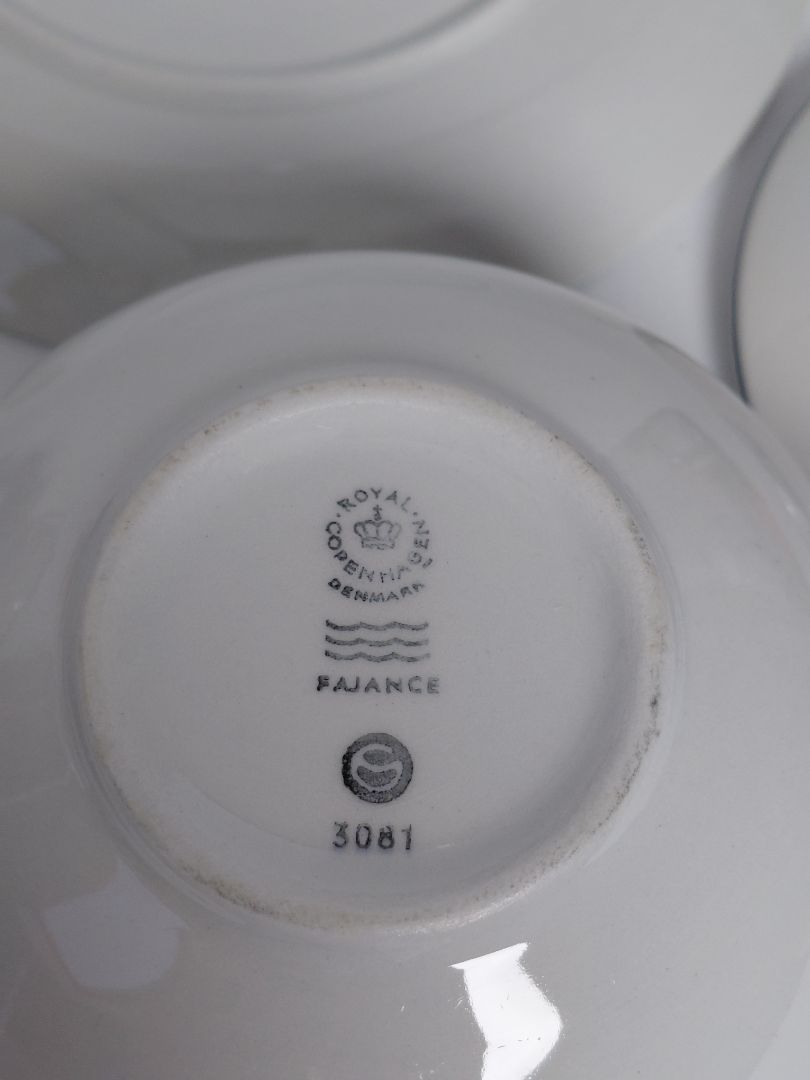 ROYAL
COPENHAGEN
DENMARK
FAJANCE
3081